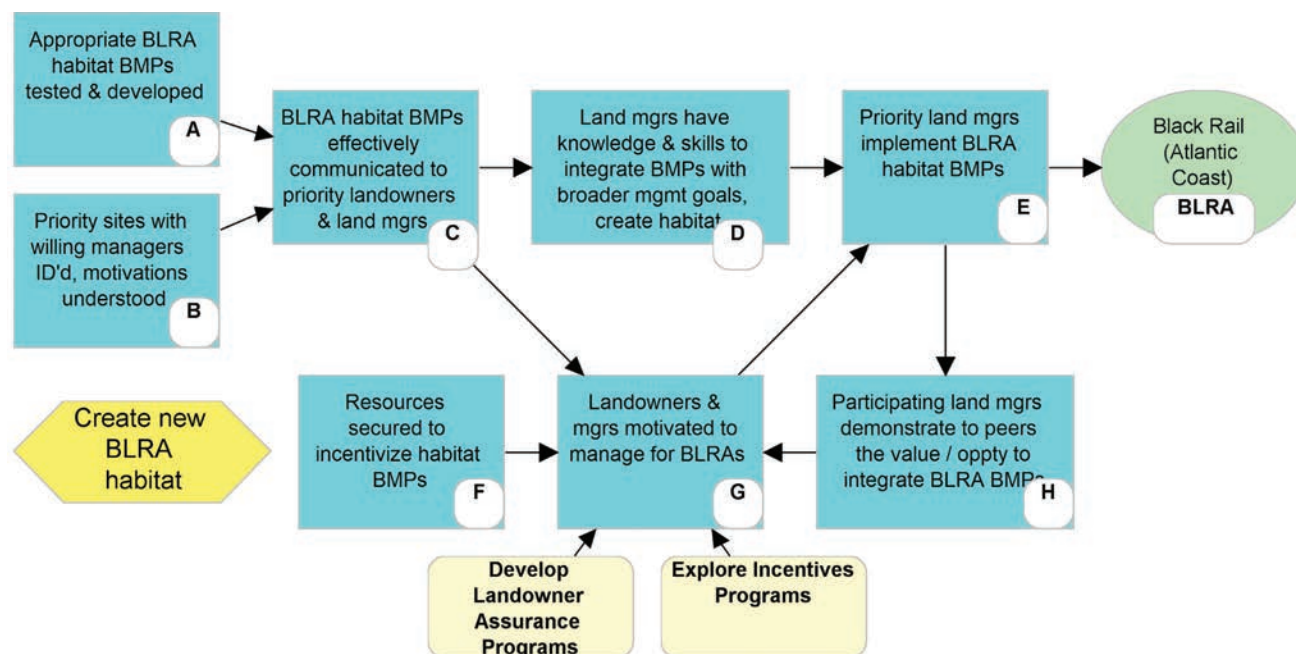 Appropriate BLRA
habitat BMPs
tested & developed
A
Priority sites with
willing managers
ID'd, motivations
understood
B
BLRA habitat BMPs
effectively
communicated to
priority landowners
& land mgrs
C
Land mgrs have
knowledge & skills to
integrate BMPs with
broader mgmt goals,
create habitat
D
Priority land mgrs
implement BLRA
habitat BMPs
E
Black Rail
(Atlantic
Coast)
BLRA
Create new
BLRA
habitat
Resources
secured to
incentivize habitat
BMPs
F
Landowners &
mgrs motivated to
manage for BLRAs
G
Participating land mgrs
demonstrate to peers
the value / oppty to
integrate BLRA BMPs
H
Develop
Landowner
Assurance
Programs
Explore Incentives
Programs